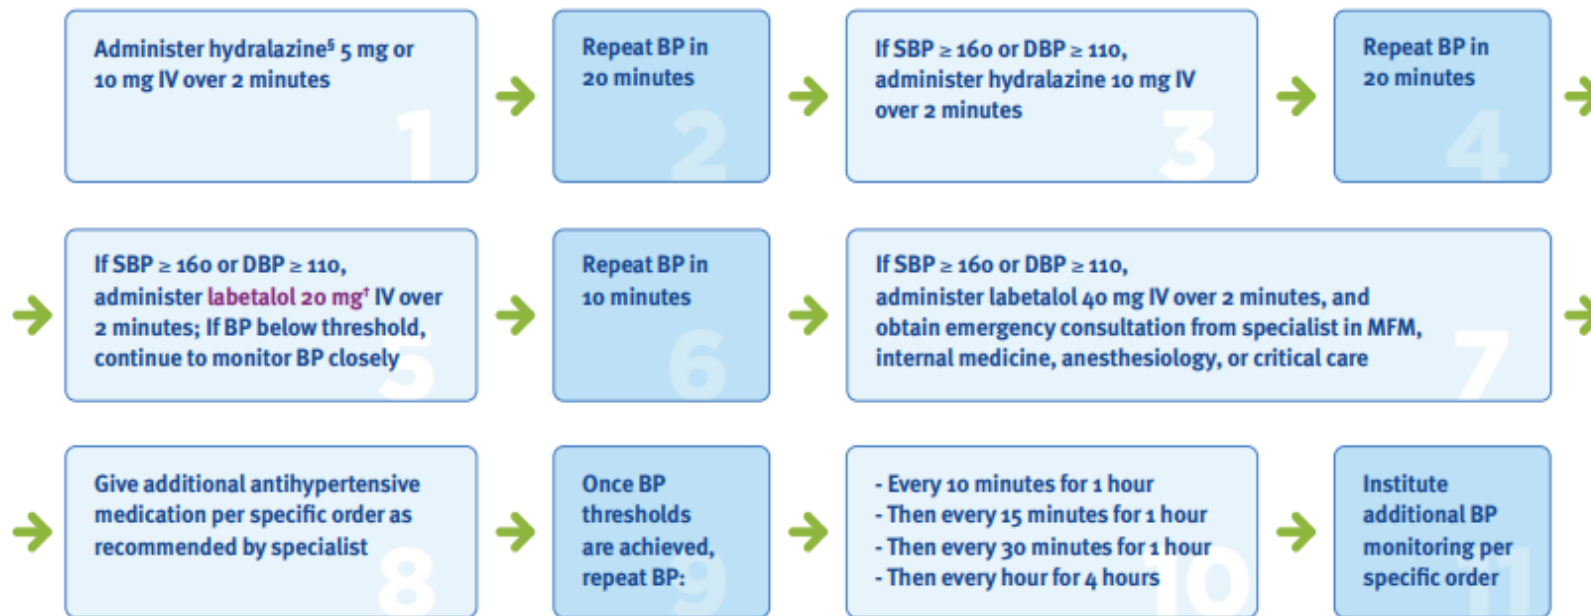 Administer hydralazine§ 5 mg or
10 mg IV over 2 minutes
1
Repeat BP in
20 minutes
2
If SBP ≥ 160 or DBP ≥ 110,
administer hydralazine 10 mg IV
over 2 minutes
3
Repeat BP in
20 minutes
4
If SBP ≥ 160 or DBP ≥ 110,
administer labetalol 20 mg† IV over
2 minutes; If BP below threshold,
continue to monitor BP closely
5
Repeat BP in
10 minutes
6
If SBP ≥ 160 or DBP ≥ 110,
administer labetalol 40 mg IV over 2 minutes, and
obtain emergency consultation from specialist in MFM,
internal medicine, anesthesiology, or critical care
7
Give additional antihypertensive
medication per specific order as
recommended by specialist
8
Once BP
thresholds
are achieved,
repeat BP:
9
- Every 10 minutes for 1 hour
- Then every 15 minutes for 1 hour
- Then every 30 minutes for 1 hour
- Then every hour for 4 hours
10
Institute
additional BP
monitoring per
specific order
11